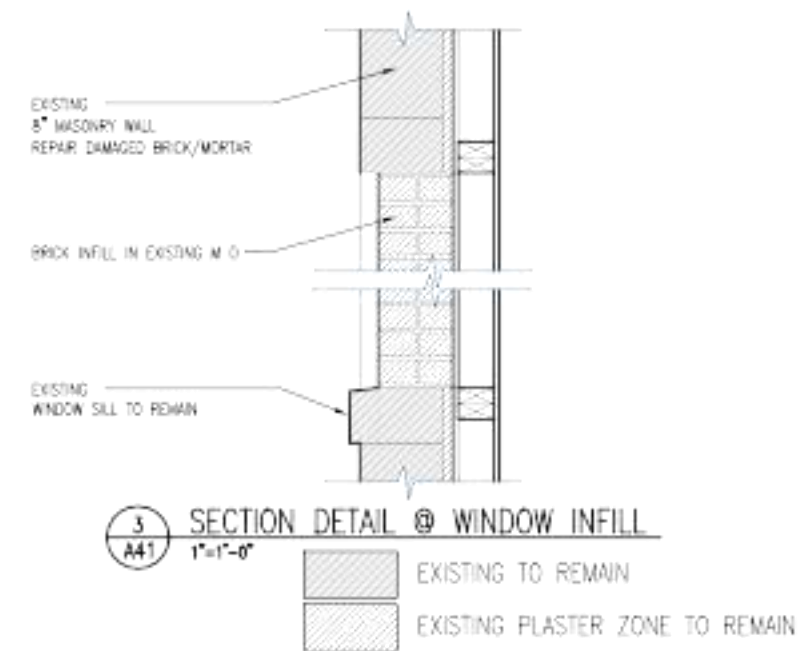 EXISTING
8" MASONRY WALL
REPAIR DAMAGED BRICK/MORTAR
BRICK INFILL IN EXISTING M O
EXISTING
WINDOW SILL TO REMAIN
3
A41
SECTION DETAIL @ WINDOW INFILL
1"=1'-0"
EXISTING TO REMAIN
EXISTING PLASTER ZONE TO REMAIN